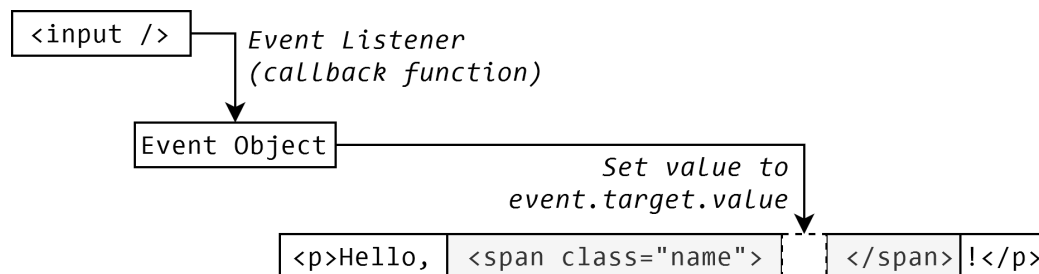 <input />
Event Listener
(callback function)
Event Object
Set value to
event.target.value
<p>Hello, <span class="name"> </span>!</p>